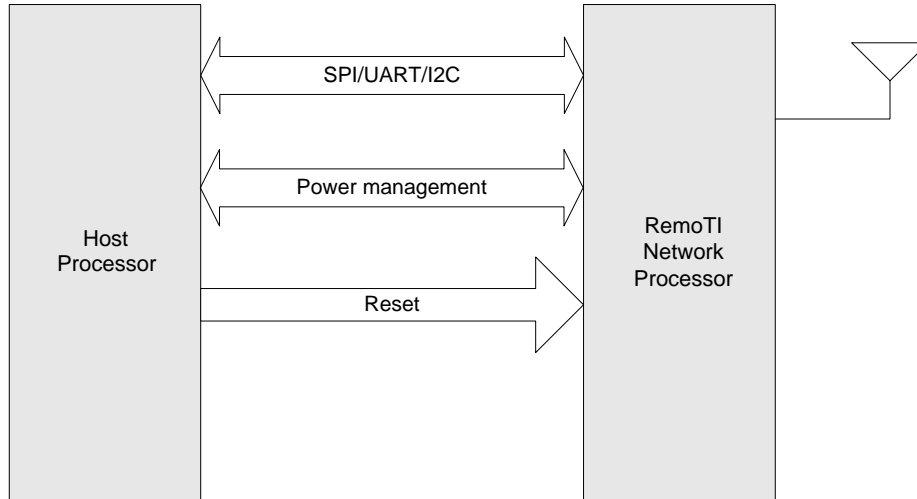 SPI/UART/I2C
Power management
Host
Processor
RemoTI
Network
Processor
Reset